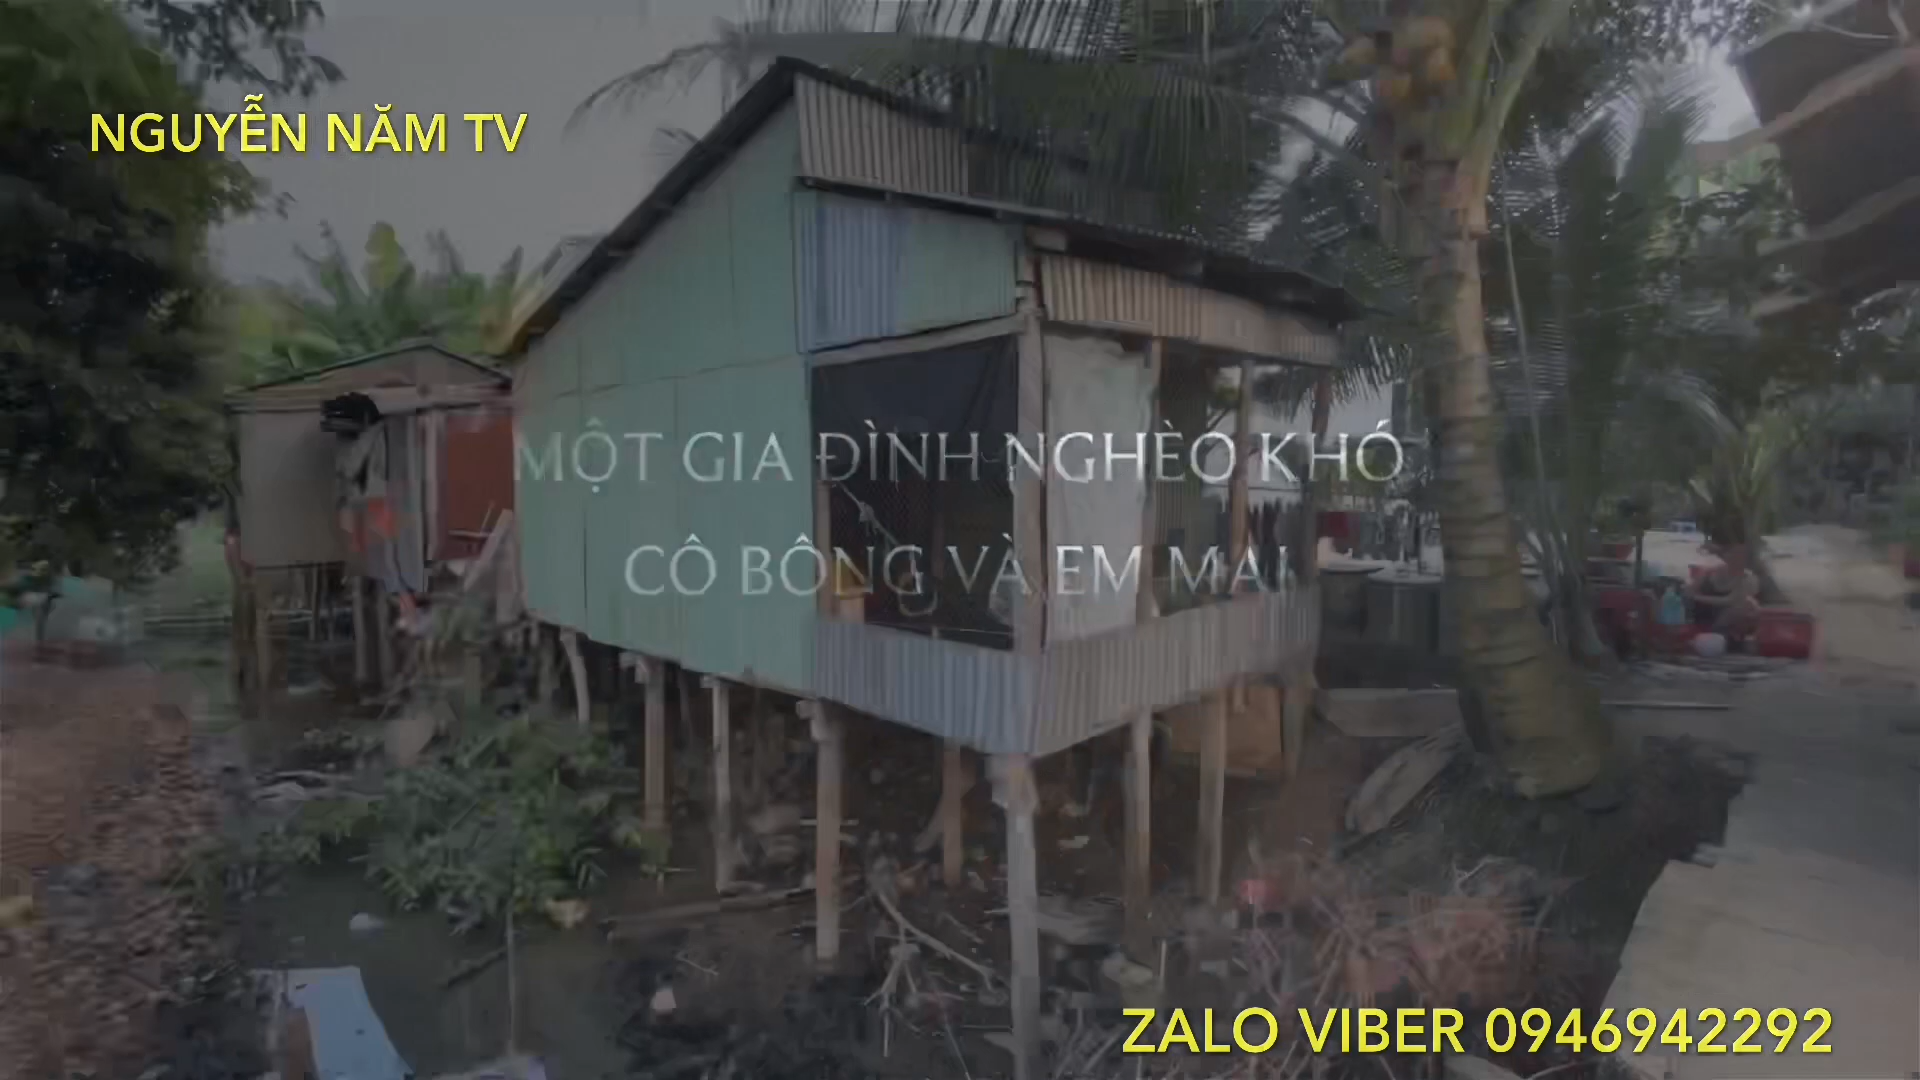 NGUYỄN NĂM TV
MỘT GIA ĐÌNH NGHÈO KHÓ
CÔ BÔNG VÀ EM MAI
ZALO VIBER 0946942292